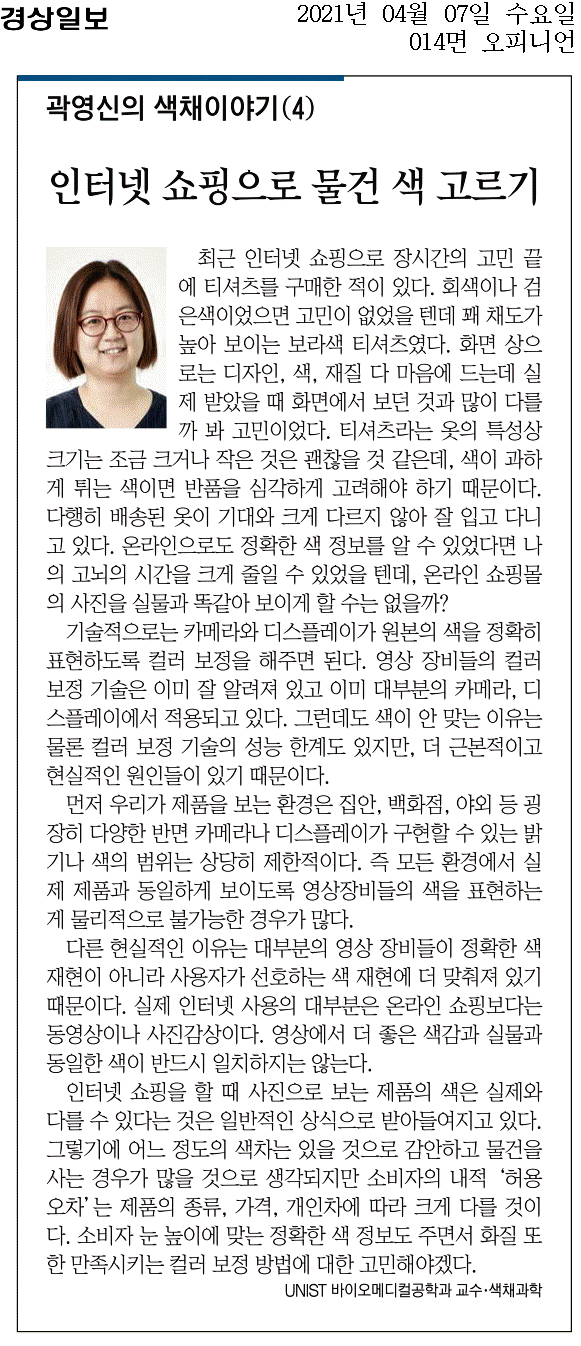 경상일보
2021년 04월 07일 수요일
014면 오피니언
곽영신의 색채이야기(4)
인터넷 쇼핑으로 물건 색 고르기
최근 인터넷 쇼핑으로 장시간의 고민 끝
에 티셔츠를 구매한 적이 있다. 회색이나 검
은색이었으면 고민이 없었을 텐데 꽤 채도가
높아 보이는 보라색 티셔츠였다. 화면 상으
로는 디자인, 색, 재질 다 마음에 드는데 실
제 받았을 때 화면에서 보던 것과 많이 다를
까 봐 고민이었다. 티셔츠라는 옷의 특성상
크기는 조금 크거나 작은 것은 괜찮을 것 같은데, 색이 과하
게 튀는 색이면 반품을 심각하게 고려해야 하기 때문이다.
다행히 배송된 옷이 기대와 크게 다르지 않아 잘 입고 다니
고 있다. 온라인으로도 정확한 색 정보를 알 수 있었다면 나
의 고뇌의 시간을 크게 줄일 수 있었을 텐데, 온라인 쇼핑몰
의 사진을 실물과 똑같아 보이게 할 수는 없을까?
기술적으로는 카메라와 디스플레이가 원본의 색을 정확히
표현하도록 컬러 보정을 해주면 된다. 영상 장비들의 컬러
보정 기술은 이미 잘 알려져 있고 이미 대부분의 카메라, 디
스플레이에서 적용되고 있다. 그런데도 색이 안 맞는 이유는
물론 컬러 보정 기술의 성능 한계도 있지만, 더 근본적이고
현실적인 원인들이 있기 때문이다.
먼저 우리가 제품을 보는 환경은 집안, 백화점, 야외 등 굉
장히 다양한 반면 카메라나 디스플레이가 구현할 수 있는 밝
기나 색의 범위는 상당히 제한적이다. 즉 모든 환경에서 실
제 제품과 동일하게 보이도록 영상장비들의 색을 표현하는
게 물리적으로 불가능한 경우가 많다.
다른 현실적인 이유는 대부분의 영상 장비들이 정확한 색
재현이 아니라 사용자가 선호하는 색 재현에 더 맞춰져 있기
때문이다. 실제 인터넷 사용의 대부분은 온라인 쇼핑보다는
동영상이나 사진감상이다. 영상에서 더 좋은 색감과 실물과
동일한 색이 반드시 일치하지는 않는다.
인터넷 쇼핑을 할 때 사진으로 보는 제품의 색은 실제와
다를 수 있다는 것은 일반적인 상식으로 받아들여지고 있다.
그렇기에 어느 정도의 색차는 있을 것으로 감안하고 물건을
사는 경우가 많을 것으로 생각되지만 소비자의 내적 ‘허용
오차’는 제품의 종류, 가격, 개인차에 따라 크게 다를 것이
다. 소비자 눈 높이에 맞는 정확한 색 정보도 주면서 화질 또
한 만족시키는 컬러 보정 방법에 대한 고민해야겠다.
UNIST 바이오메디컬공학과 교수·색채과학